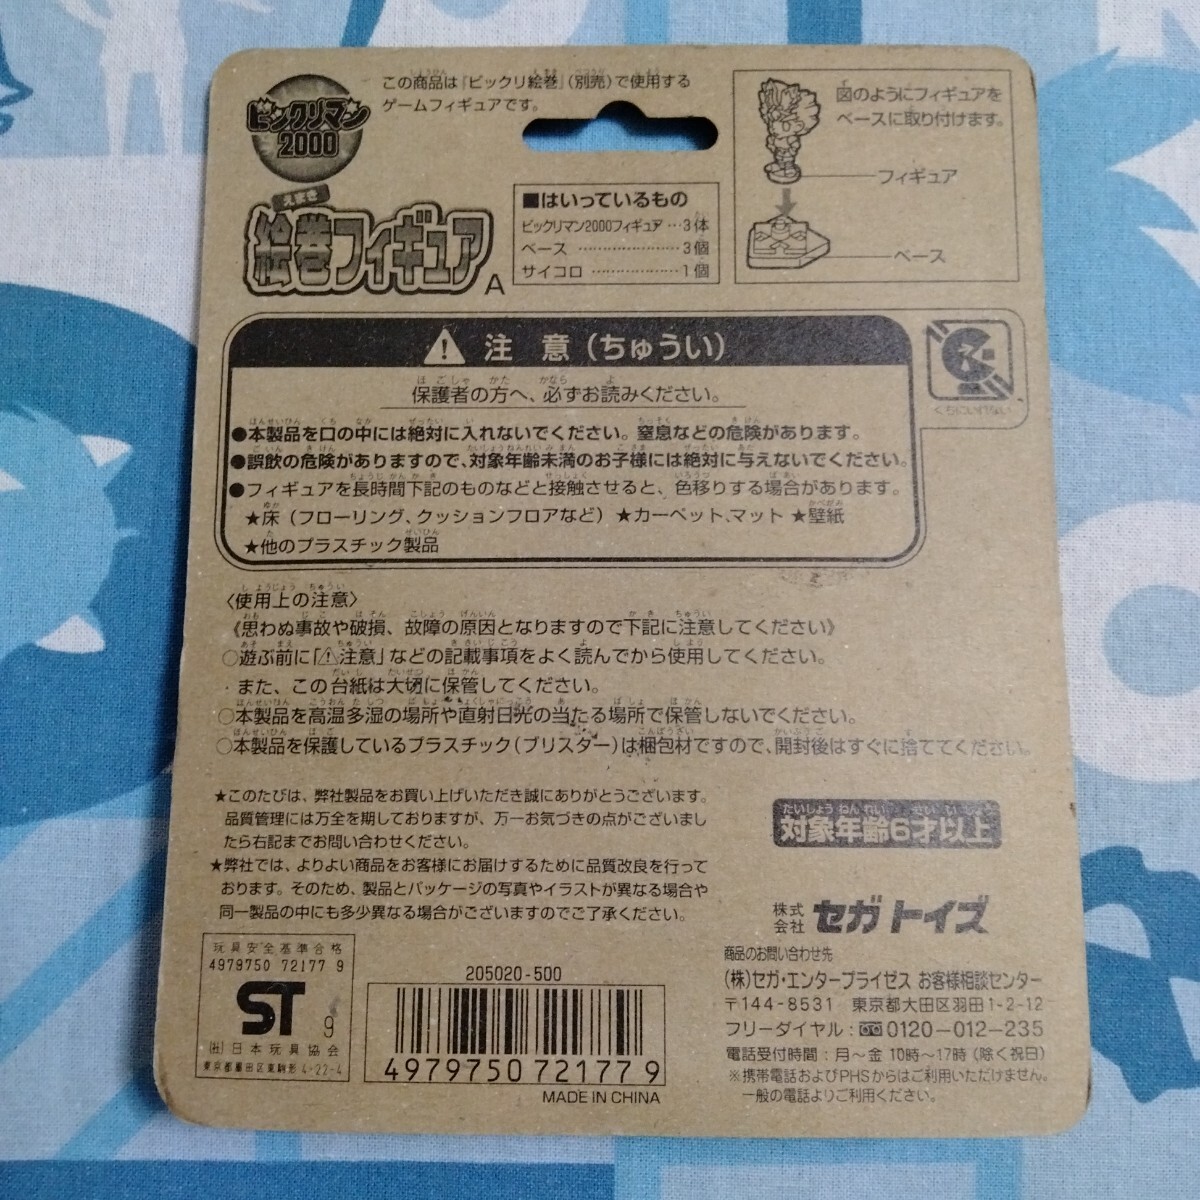 ビックリマン
2000
この商品は「ビックリ絵巻」(別売)で使用する
ゲームフィギュアです。
えまき
絵巻フィギュア A
■はいっているもの
ビックリマン2000フィギュア…3体
ベース……………………3個
サイコロ…………………1個
図のようにフィギュアを
ベースに取り付けます。
フィギュア
ベース
注 意(ちゅうい)
保護者の方へ、必ずお読みください。
くちにいれない
●本製品を口の中には絶対に入れないでください。窒息などの危険があります。
●誤飲の危険がありますので、対象年齢未満のお子様には絶対に与えないでください。
●フィギュアを長時間下記のものなどと接触させると、色移りする場合があります。
★床(フローリング、クッションフロアなど)★カーペット、マット ★壁紙
★他のプラスチック製品
〈使用上の注意〉
《思わぬ事故や破損、故障の原因となりますので下記に注意してください》
○遊ぶ前に「⚠注意」などの記載事項をよく読んでから使用してください。
・また、この台紙は大切に保管してください。
○本製品を高温多湿の場所や直射日光の当たる場所で保管しないでください。
○本製品を保護しているプラスチック(ブリスター)は梱包材ですので、開封後はすぐに捨ててください。
★このたびは、弊社製品をお買い上げいただき誠にありがとうございます。
品質管理には万全を期しておりますが、万一お気づきの点がございまし
たら右記までお問い合わせください。
★弊社では、よりよい商品をお客様にお届けするために品質改良を行って
おります。そのため、製品とパッケージの写真やイラストが異なる場合や
同一製品の中にも多少異なる場合がございますのでご了承ください。
たいしょうねんれい せい いじょう
対象年齢6才以上
株式会社 セガトイズ
商品のお問い合わせ先
(株)セガ・エンタープライゼス お客様相談センター
〒144-8531 東京都大田区羽田1-2-12
フリーダイヤル:0120-012-235
電話受付時間:月〜金 10時〜17時(除く祝日)
※携帯電話およびPHSからはご利用いただけません。
一般の電話よりご利用ください。
玩具安全基準合格
4979750 72177 9
ST 9
(社)日本玩具協会
東京都墨田区東駒形4-22-4
205020-500
4979750 721779
MADE IN CHINA